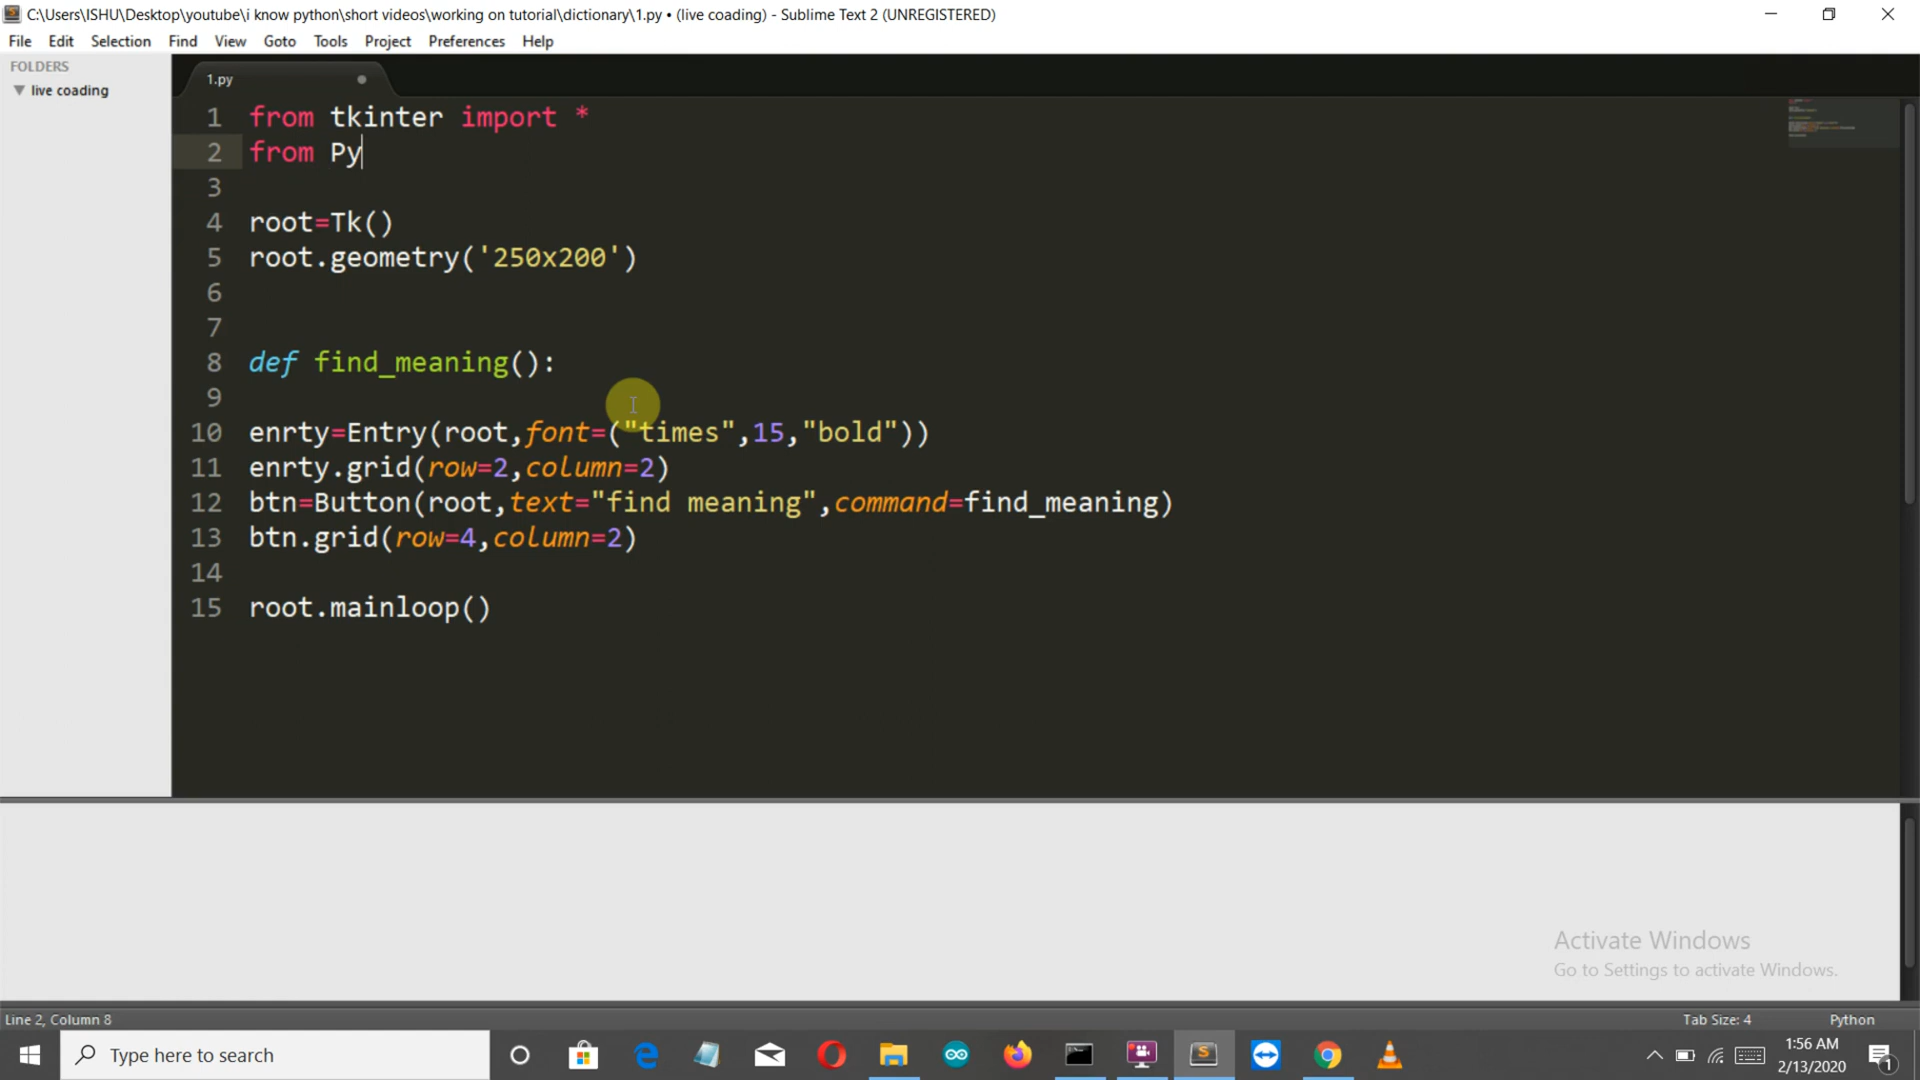 C:\Users\ISHU\Desktop\youtube\i know python\short videos\working on tutorial\dictionary\1.py • (live coading) - Sublime Text 2 (UNREGISTERED)
File Edit Selection Find View Goto Tools Project Preferences Help
FOLDERS
live coading
1.py
1 from tkinter import *
2 from Py
3
4 root=Tk()
5 root.geometry('250x200')
6
7
8 def find_meaning():
9
10 enrty=Entry(root,font=("times",15,"bold"))
11 enrty.grid(row=2,column=2)
12 btn=Button(root,text="find meaning",command=find_meaning)
13 btn.grid(row=4,column=2)
14
15 root.mainloop()
Activate Windows
Go to Settings to activate Windows.
Line 2, Column 8 Tab Size: 4 Python
Type here to search
1:56 AM
2/13/2020
1